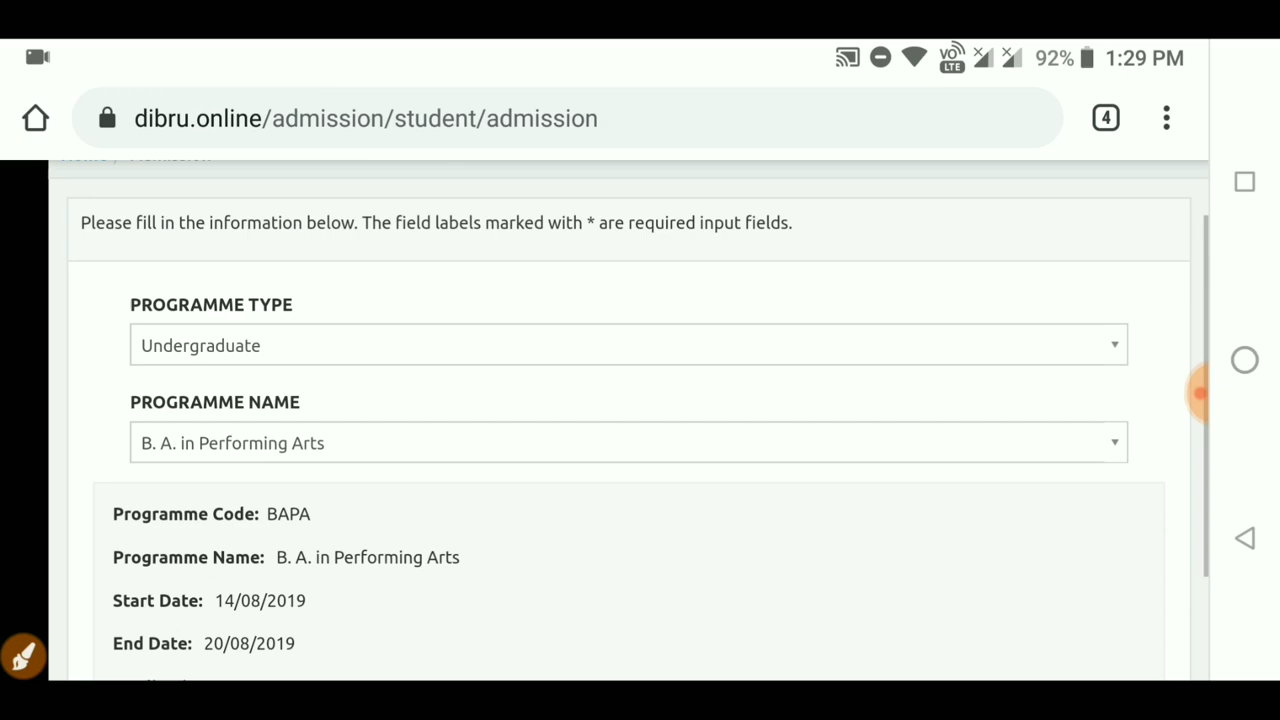 92% 1:29 PM
VO LTE
dibru.online/admission/student/admission
4
Please fill in the information below. The field labels marked with * are required input fields.
PROGRAMME TYPE
Undergraduate
PROGRAMME NAME
B. A. in Performing Arts
Programme Code: BAPA
Programme Name: B. A. in Performing Arts
Start Date: 14/08/2019
End Date: 20/08/2019